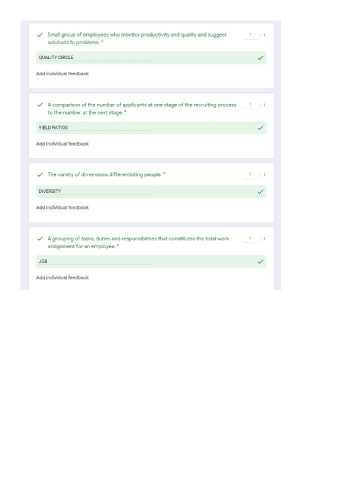 Small group of employees who monitor productivity and quality and suggest
solutions to problems. *
1 / 1
QUALITY CIRCLE
Add individual feedback
A comparison of the number of applicants at one stage of the recruiting process
to the number at the next stage. *
1 / 1
YIELD RATIOS
Add individual feedback
The variety of dimensions differentiating people. *
1 / 1
DIVERSITY
Add individual feedback
A grouping of tasks, duties and responsibilities that constitutes the total work
assignment for an employee. *
1 / 1
JOB
Add individual feedback